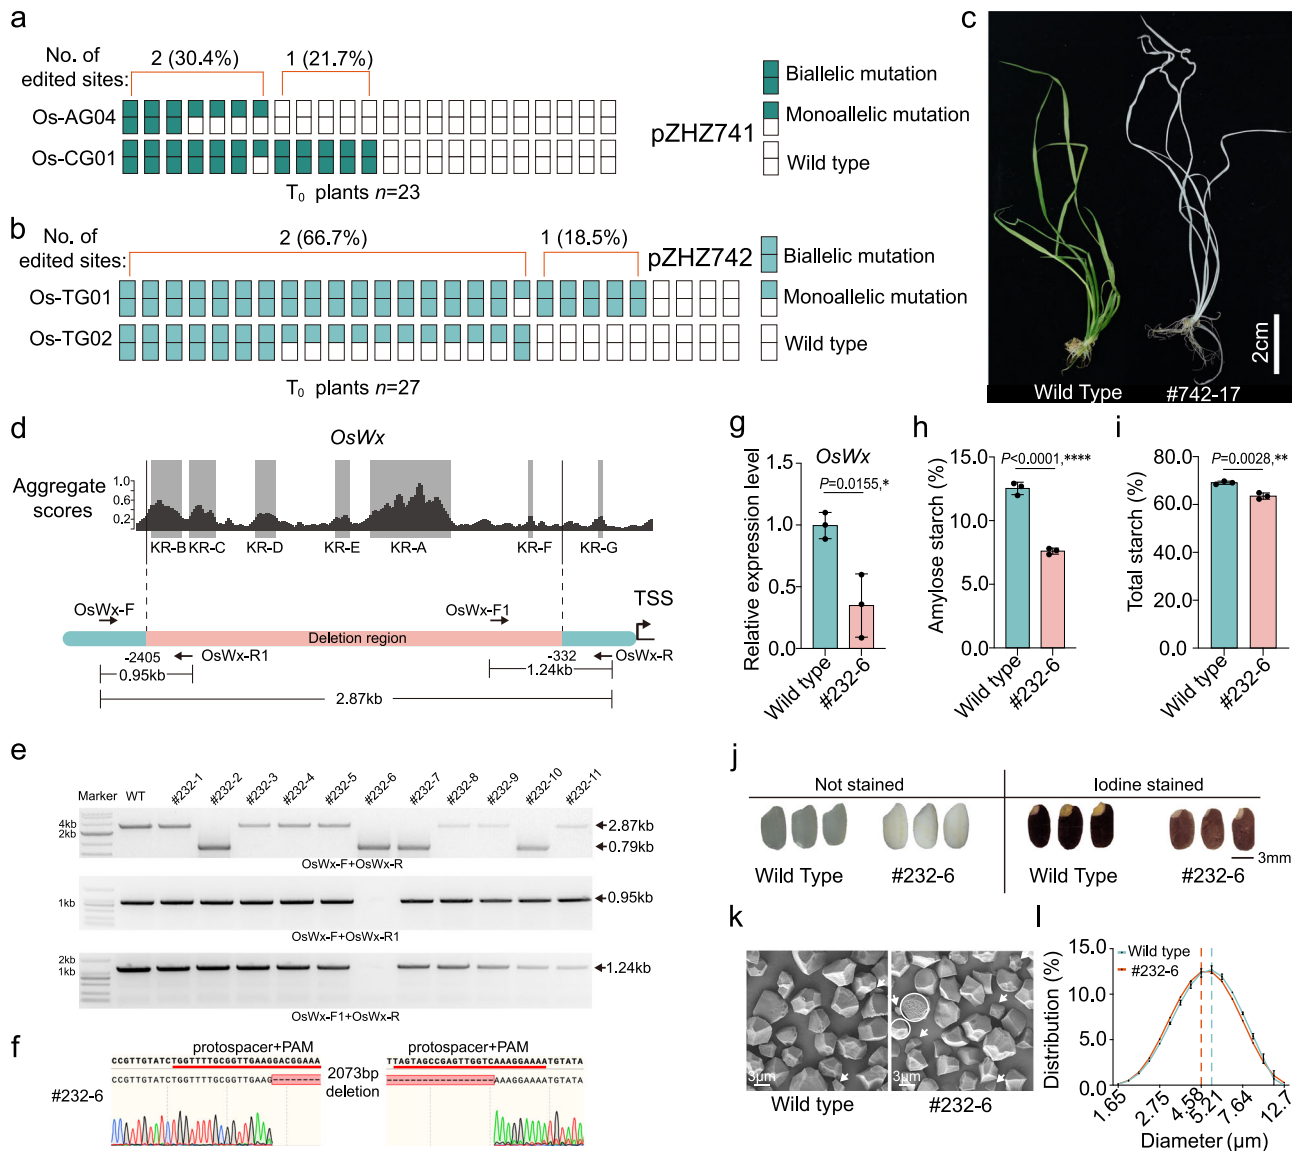 a
No. of
edited sites:
2 (30.4%)
1 (21.7%)
Os-AG04
Os-CG01
T0 plants n=23
pZHZ741
Biallelic mutation
Monoallelic mutation
Wild type
b
No. of
edited sites:
2 (66.7%)
1 (18.5%)
Os-TG01
Os-TG02
T0 plants n=27
pZHZ742
Biallelic mutation
Monoallelic mutation
Wild type
c
2cm
Wild Type
#742-17
d
OsWx
Aggregate
scores
1.0
0.6
0.2
KR-B
KR-C
KR-D
KR-E
KR-A
KR-F
KR-G
OsWx-F
OsWx-F1
TSS
Deletion region
-2405
OsWx-R1
-332
OsWx-R
0.95kb
1.24kb
2.87kb
e
Marker
WT
#232-1
#232-2
#232-3
#232-4
#232-5
#232-6
#232-7
#232-8
#232-9
#232-10
#232-11
4kb
2kb
2.87kb
0.79kb
OsWx-F+OsWx-R
1kb
0.95kb
OsWx-F+OsWx-R1
2kb
1kb
1.24kb
OsWx-F1+OsWx-R
f
protospacer+PAM
protospacer+PAM
CCGTTGTATCTGGTTTTGCGGTTGAAGGACGGAAA
TTAGTAGCCGAGTTGGTCAAAGGAAAATGTATA
CCGTTGTATCTGGTTTTGCGGTTGAAG
2073bp
deletion
AAAGGAAAATGTATA
#232-6
g
OsWx
P=0.0155,*
Relative expression level
1.5
1.0
0.5
0.0
Wild type
#232-6
h
P<0.0001,****
Amylose starch (%)
15.0
10.0
5.0
0.0
Wild type
#232-6
i
P=0.0028,**
Total starch (%)
80.0
60.0
40.0
20.0
0.0
Wild type
#232-6
j
Not stained
Iodine stained
3mm
Wild Type
#232-6
Wild Type
#232-6
k
3μm
3μm
Wild type
#232-6
l
Wild type
#232-6
Distribution (%)
15.0
10.0
5.0
0.0
1.65
2.75
4.58
5.21
7.64
12.7
Diameter (μm)